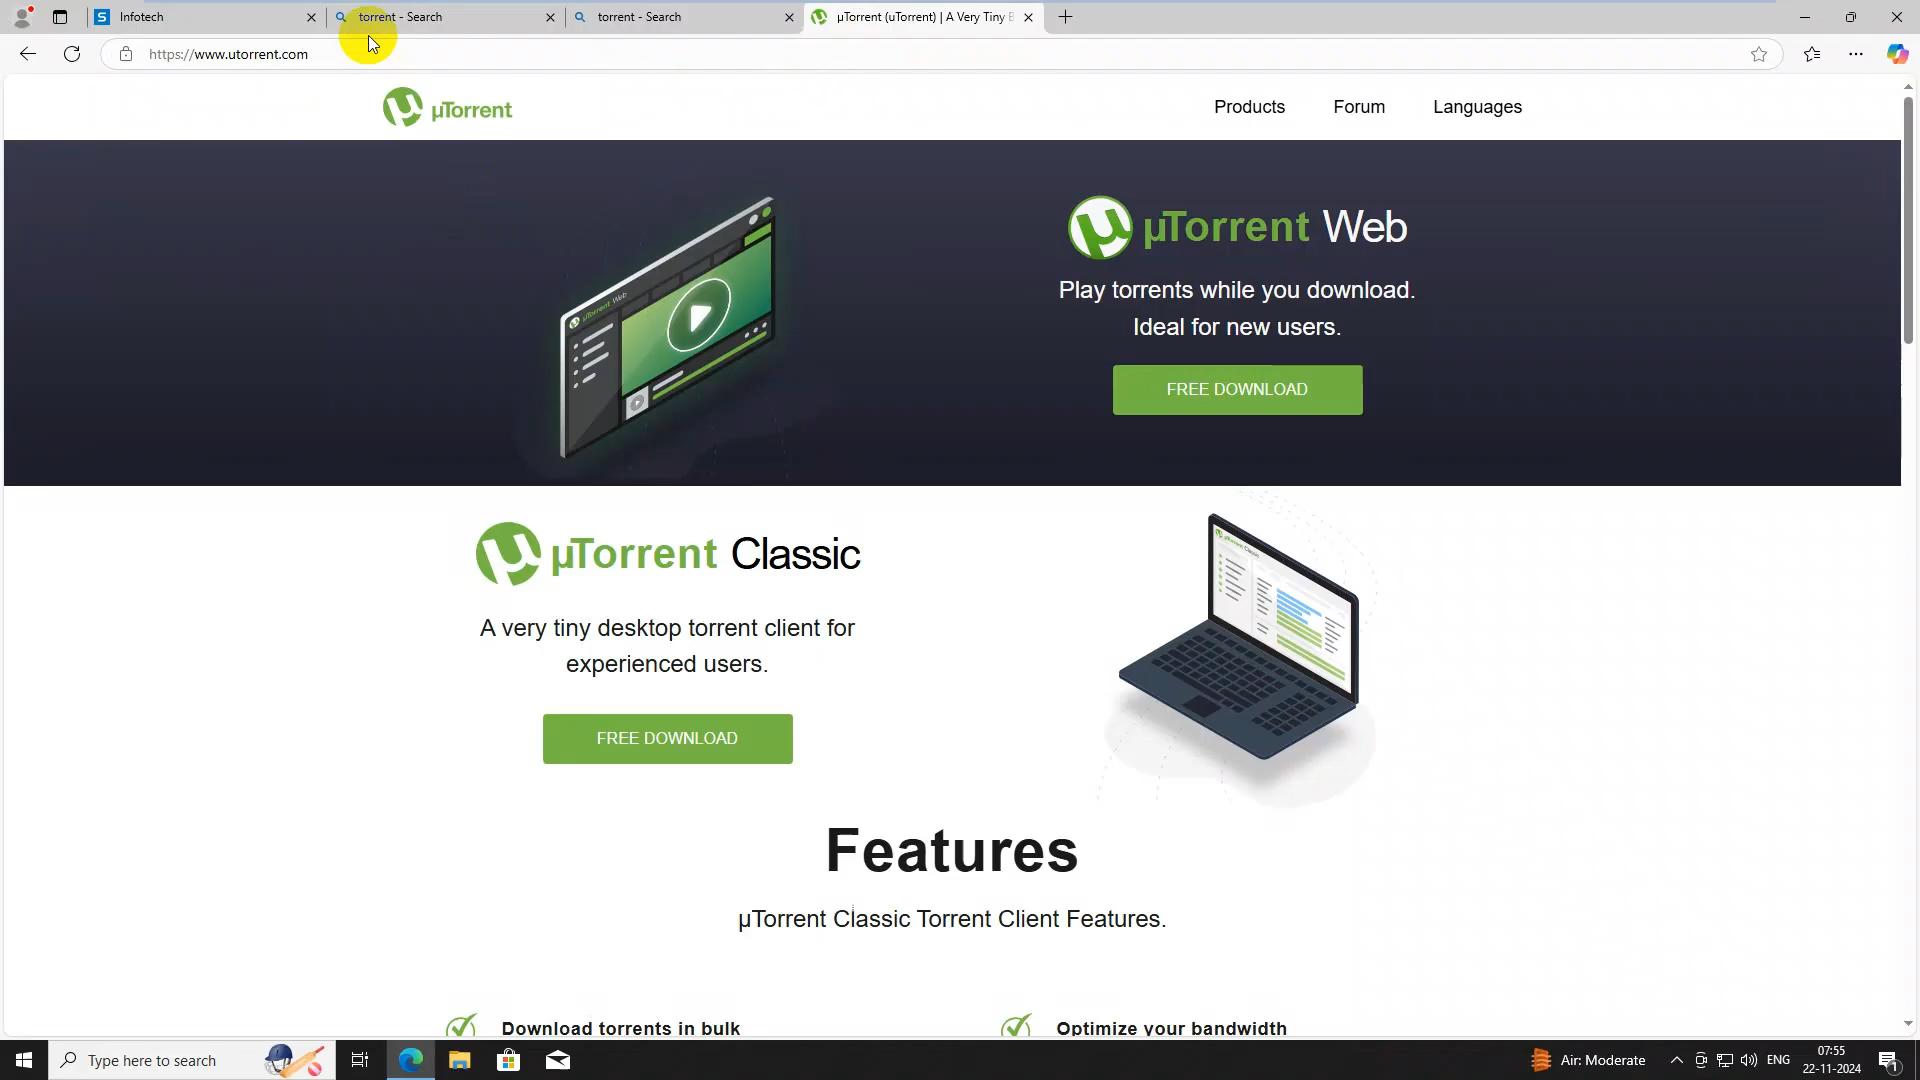 Infotech
torrent - Search
torrent - Search
µTorrent (uTorrent) | A Very Tiny B
https://www.utorrent.com
µTorrent
Products
Forum
Languages
µTorrent Web
Play torrents while you download.
Ideal for new users.
FREE DOWNLOAD
µTorrent Web
µTorrent Classic
A very tiny desktop torrent client for
experienced users.
FREE DOWNLOAD
Features
µTorrent Classic Torrent Client Features.
Download torrents in bulk
Optimize your bandwidth
Type here to search
Air: Moderate
ENG
07:55
22-11-2024
1